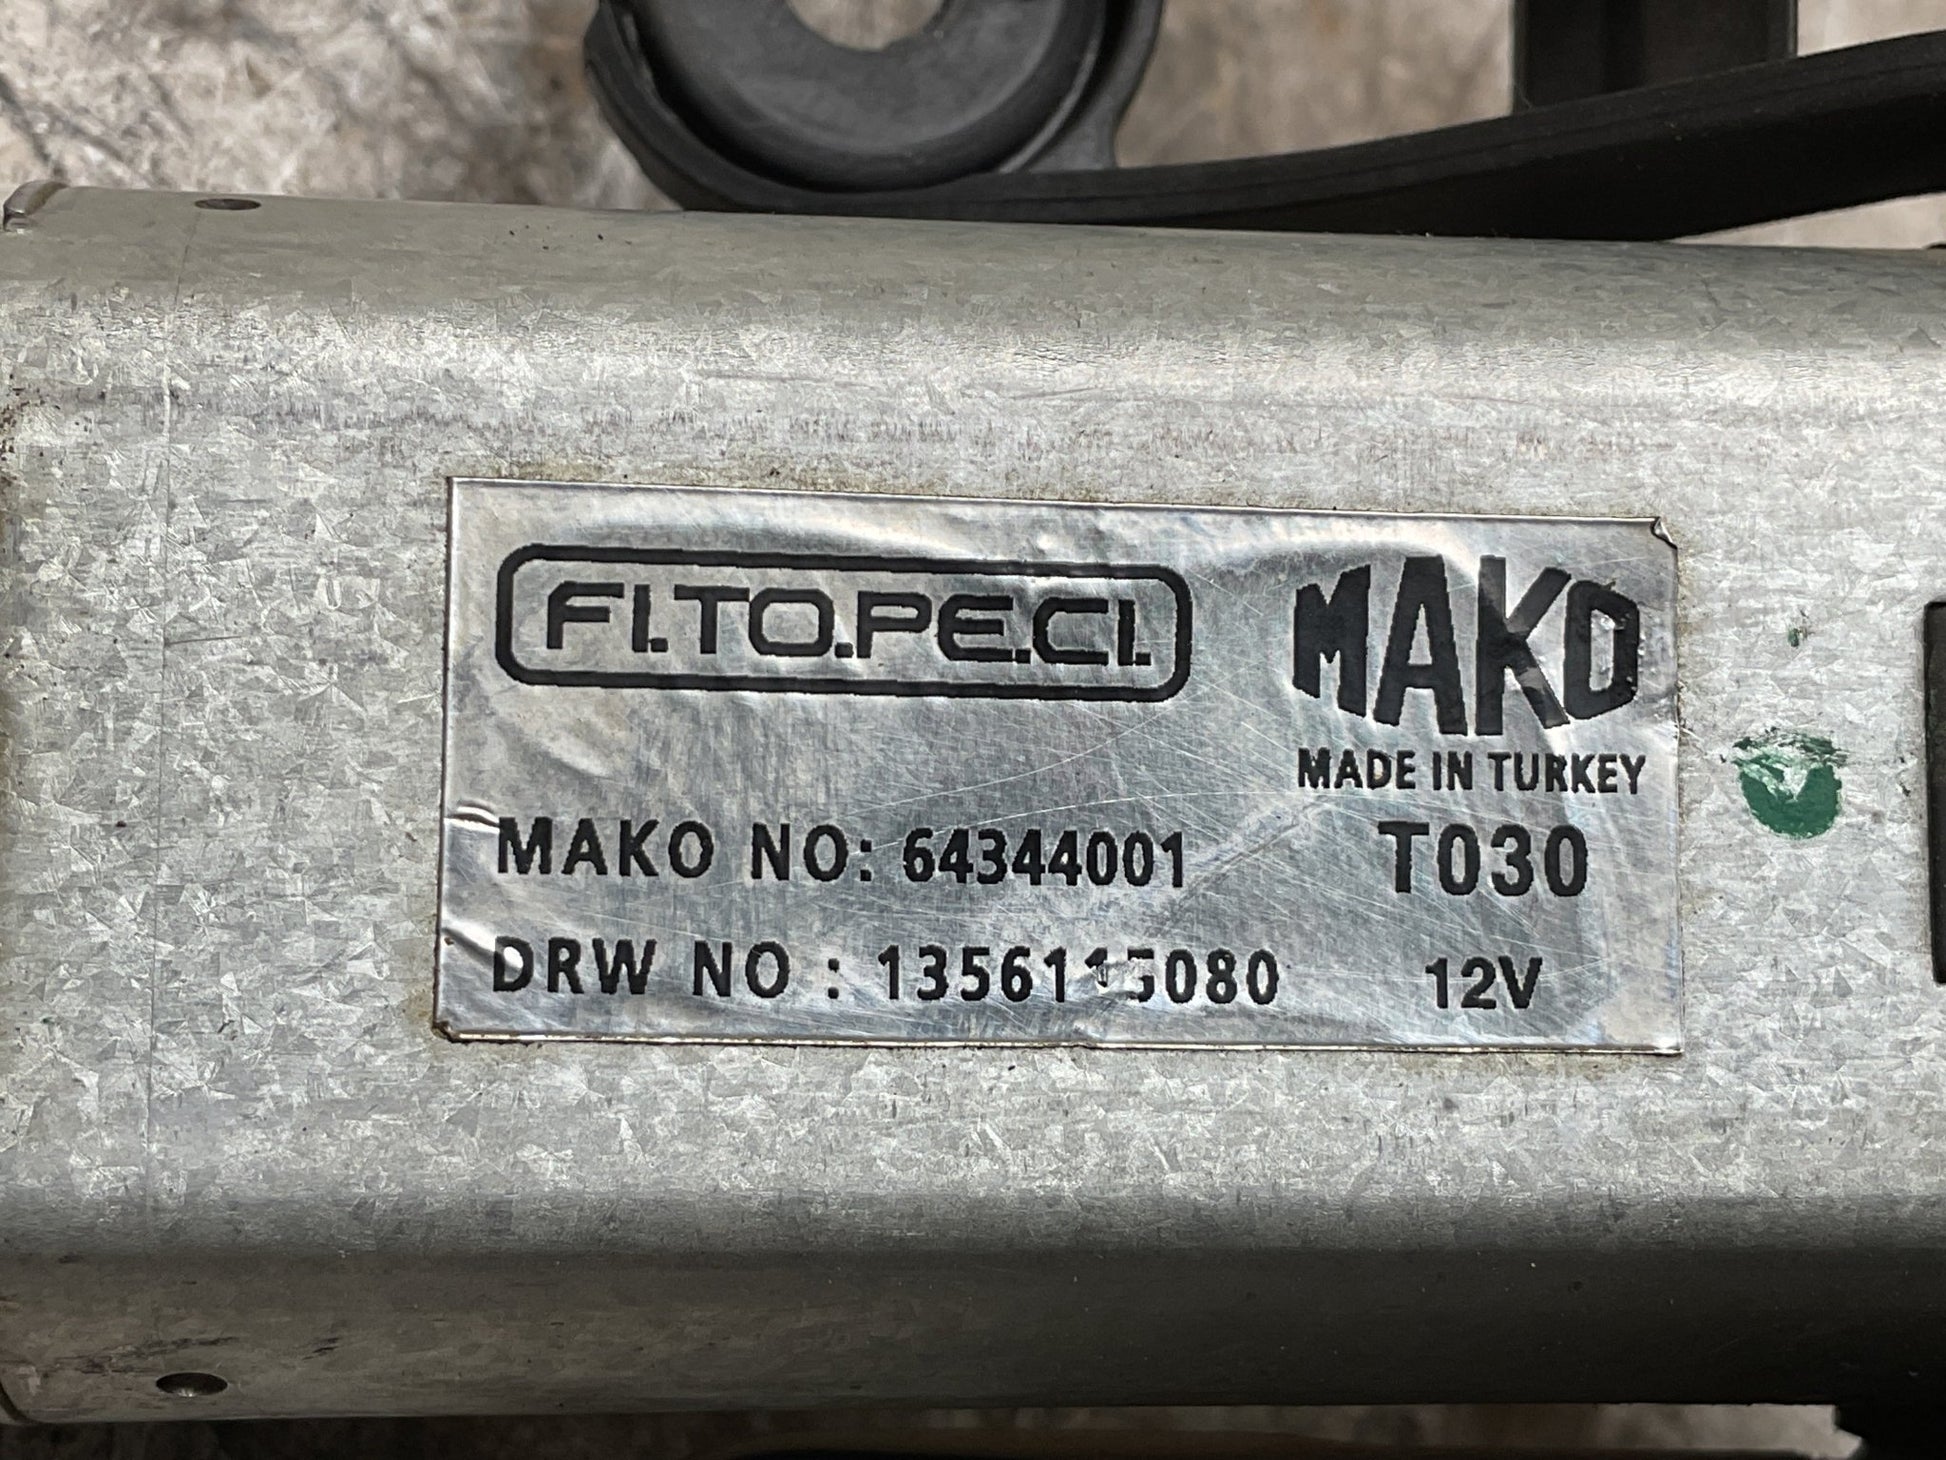 FI.TO.PE.CI.
MAKO
MADE IN TURKEY
MAKO NO: 64344001
T030
DRW NO :
12V